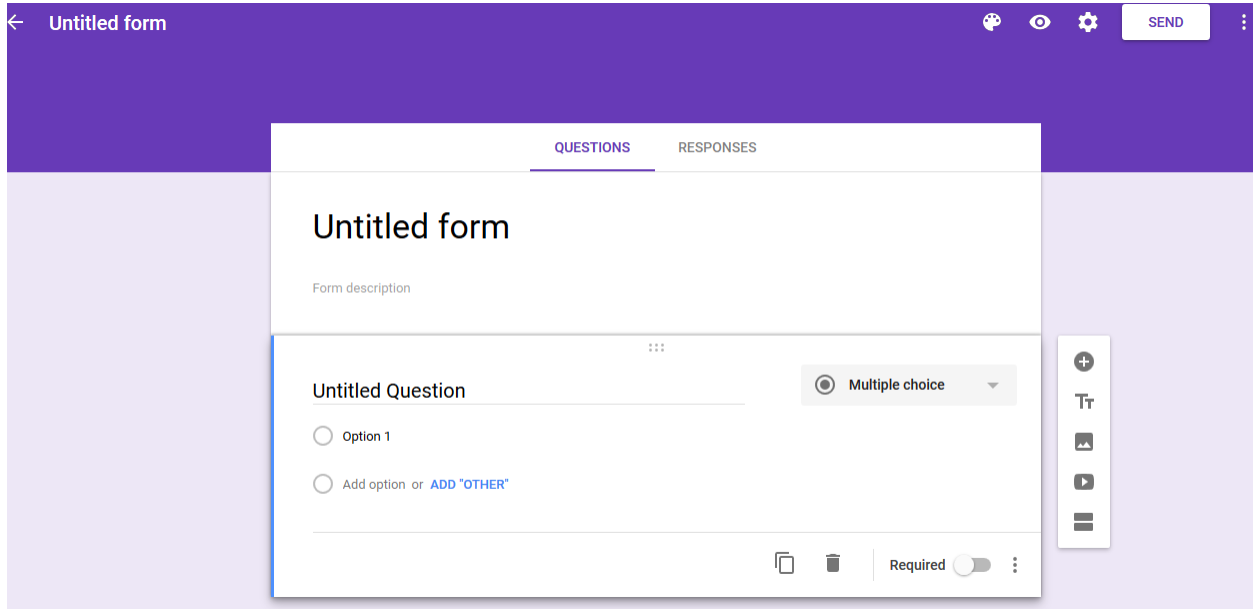 Untitled form
SEND
QUESTIONS RESPONSES
Untitled form
Form description
Untitled Question
Multiple choice
Option 1
Add option or ADD "OTHER"
Required